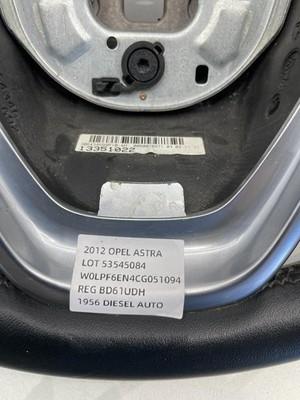 13351022
2012 OPEL ASTRA
LOT 53545084
W0LPF6EN4CG051094
REG BD61UDH
1956 DIESEL AUTO